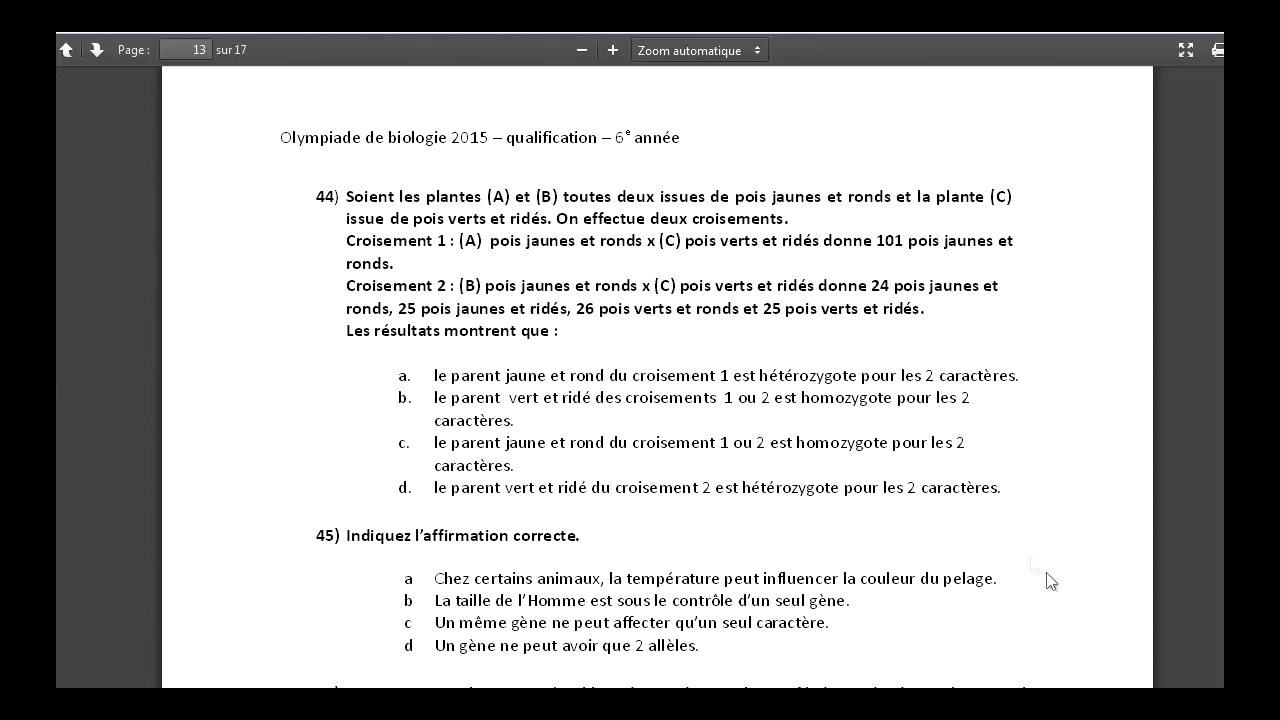 Page : 13 sur 17 Zoom automatique
Olympiade de biologie 2015 – qualification – 6e année
44) Soient les plantes (A) et (B) toutes deux issues de pois jaunes et ronds et la plante (C)
issue de pois verts et ridés. On effectue deux croisements.
Croisement 1 : (A) pois jaunes et ronds x (C) pois verts et ridés donne 101 pois jaunes et
ronds.
Croisement 2 : (B) pois jaunes et ronds x (C) pois verts et ridés donne 24 pois jaunes et
ronds, 25 pois jaunes et ridés, 26 pois verts et ronds et 25 pois verts et ridés.
Les résultats montrent que :
a. le parent jaune et rond du croisement 1 est hétérozygote pour les 2 caractères.
b. le parent vert et ridé des croisements 1 ou 2 est homozygote pour les 2
caractères.
c. le parent jaune et rond du croisement 1 ou 2 est homozygote pour les 2
caractères.
d. le parent vert et ridé du croisement 2 est hétérozygote pour les 2 caractères.
45) Indiquez l'affirmation correcte.
a Chez certains animaux, la température peut influencer la couleur du pelage.
b La taille de l'Homme est sous le contrôle d'un seul gène.
c Un même gène ne peut affecter qu'un seul caractère.
d Un gène ne peut avoir que 2 allèles.